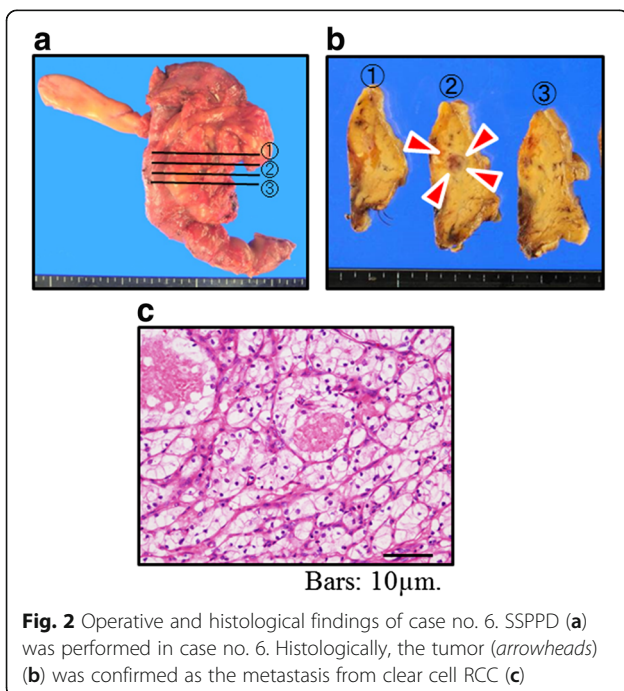 a
b
①
②
③
①
②
③
c
Bars: 10µm.
Fig. 2 Operative and histological findings of case no. 6. SSPPD (a)
was performed in case no. 6. Histologically, the tumor (arrowheads)
(b) was confirmed as the metastasis from clear cell RCC (c)